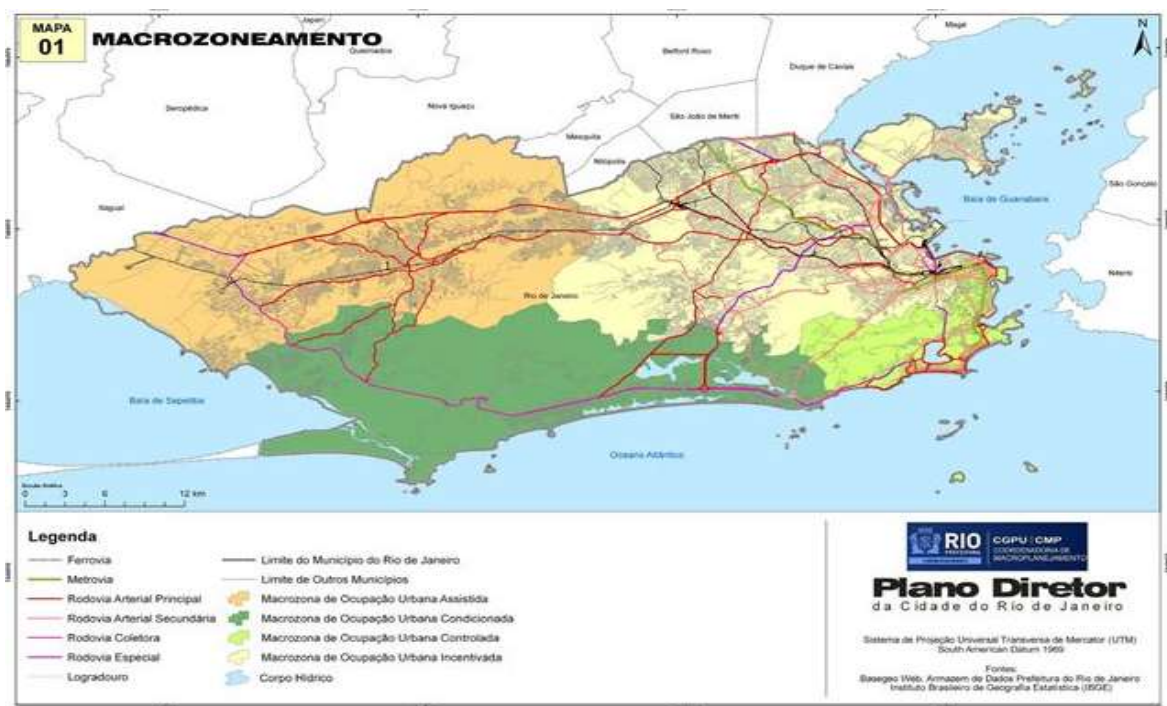 MAPA
01
MACROZONEAMENTO
N
Japeri
Queimados
Belford Roxo
Magé
Duque de Caxias
Seropédica
Nova Iguaçu
São João de Meriti
Mesquita
Nilópolis
São Gonçalo
Itaguaí
Baía de Guanabara
Niterói
Rio de Janeiro
Baía de Sepetiba
Oceano Atlântico
0 3 6 12 km
Legenda
Ferrovia
Metrovia
Rodovia Arterial Principal
Rodovia Arterial Secundária
Rodovia Coletora
Rodovia Especial
Logradouro
Limite do Município do Rio de Janeiro
Limite de Outros Municípios
Macrozona de Ocupação Urbana Assistida
Macrozona de Ocupação Urbana Condicionada
Macrozona de Ocupação Urbana Controlada
Macrozona de Ocupação Urbana Incentivada
Corpo Hídrico
RIO
PREFEITURA
CGPU CMP
COORDENADORIA DE
MACROPLANEJAMENTO
Plano Diretor
da Cidade do Rio de Janeiro
Sistema de Projeção Universal Transversa de Mercator (UTM)
South American Datum 1969
Fontes:
Basegeo Web, Armazem de Dados Prefeitura do Rio de Janeiro
Instituto Brasileiro de Geografia Estatística (IBGE)